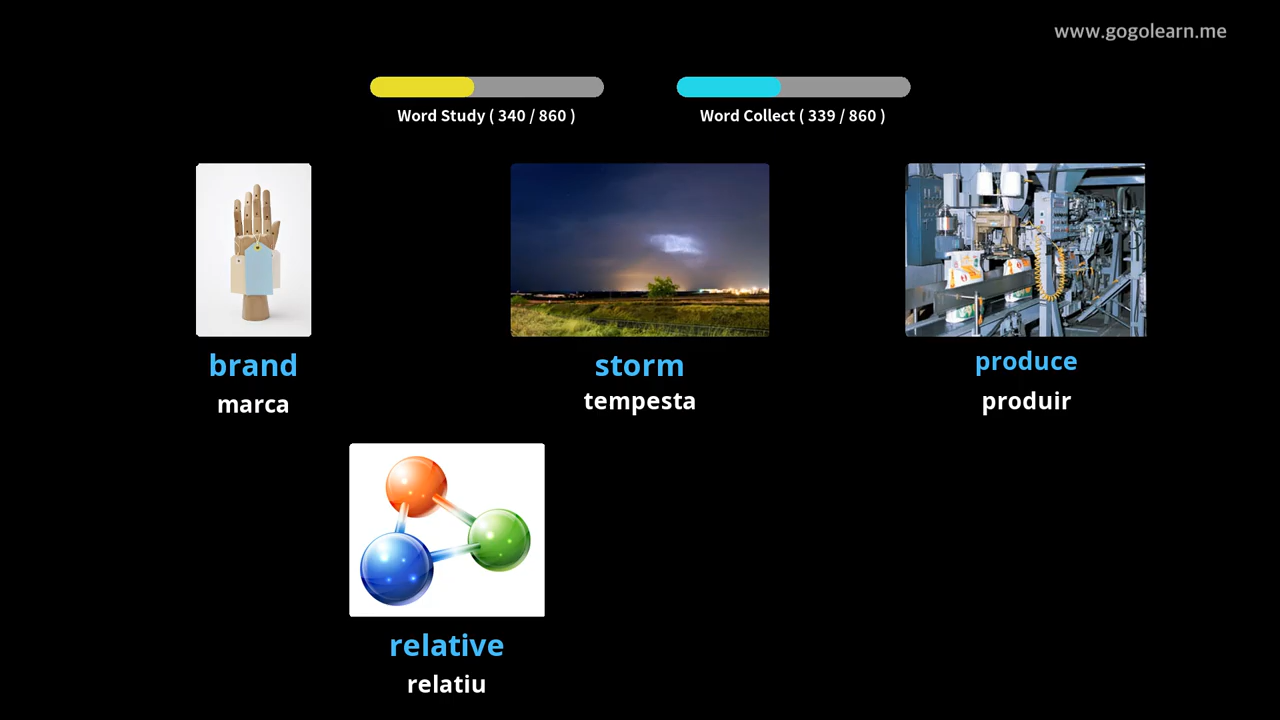 www.gogolearn.me
Word Study ( 340 / 860 )
Word Collect ( 339 / 860 )
brand
marca
storm
tempesta
produce
produir
relative
relatiu